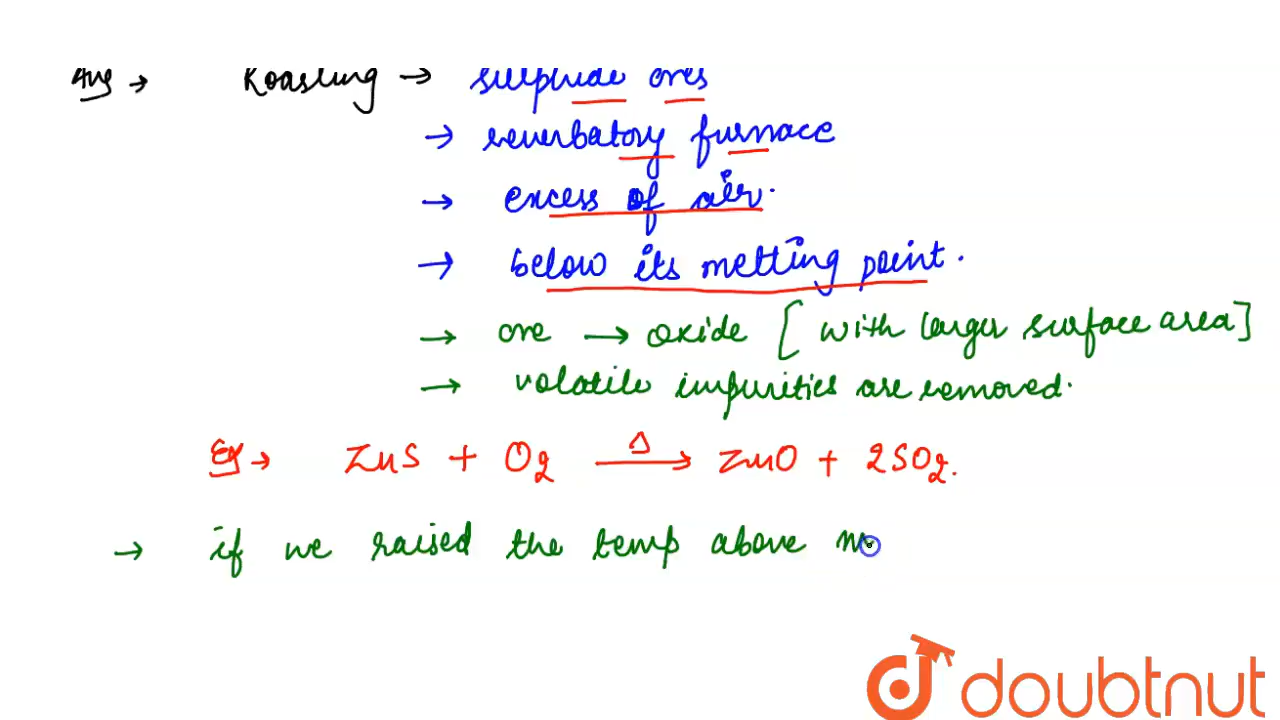 Ans → Roasting → sulphide ores
→ reverbatory furnace
→ excess of air.
→ below its melting point.
→ ore → oxide [with larger surface area]
→ volatile impurities are removed.
Ex → ZnS + O₂ —Δ→ ZnO + 2SO₂.
→ if we raised the temp above m
doubtnut